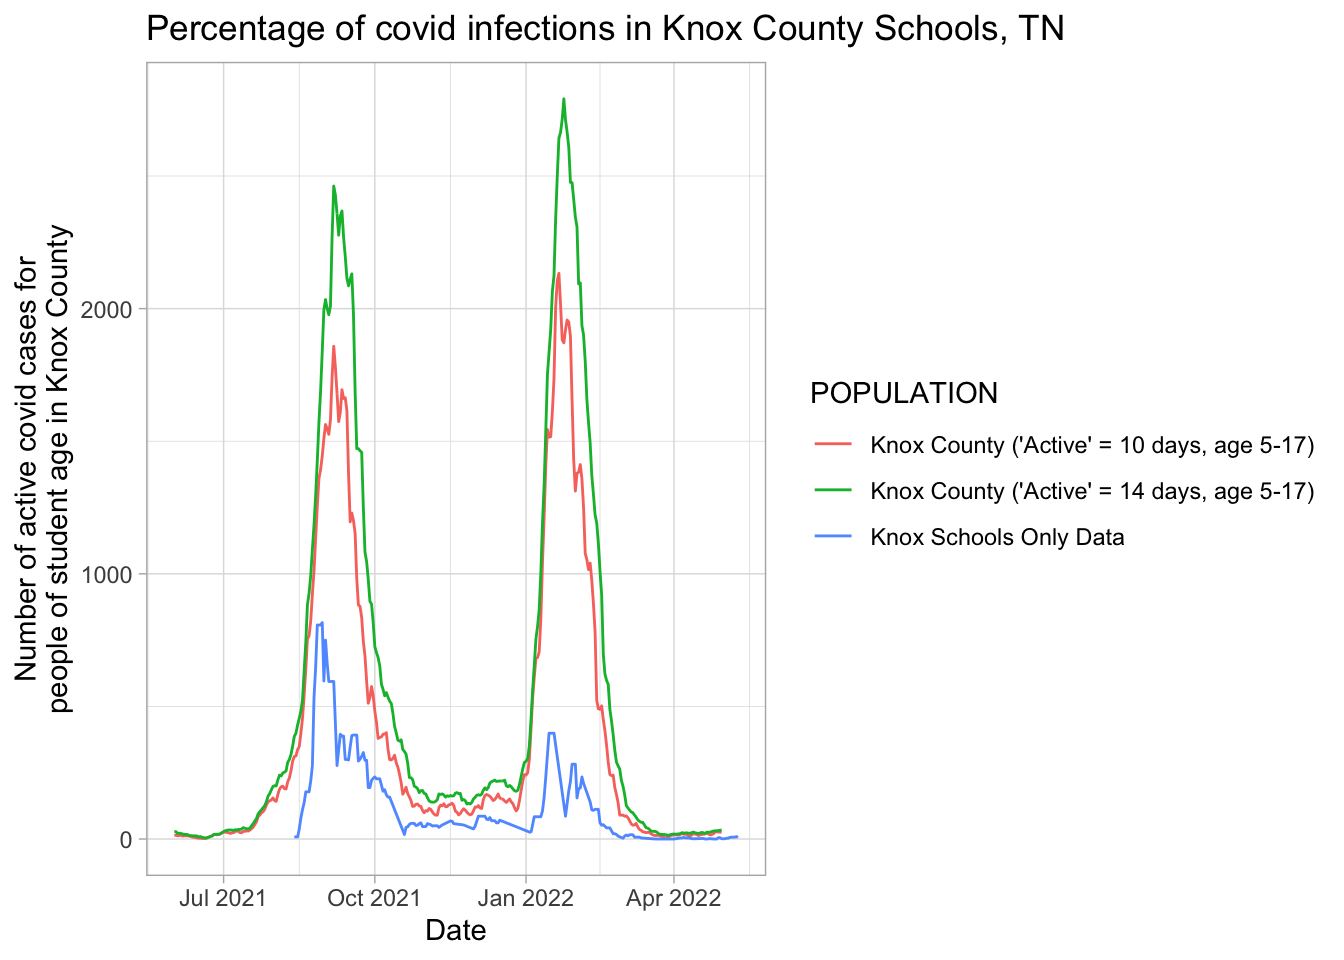 Percentage of covid infections in Knox County Schools, TN
Number of active covid cases for
people of student age in Knox County
2000
1000
0
Jul 2021
Oct 2021
Jan 2022
Apr 2022
Date
POPULATION
Knox County ('Active' = 10 days, age 5-17)
Knox County ('Active' = 14 days, age 5-17)
Knox Schools Only Data